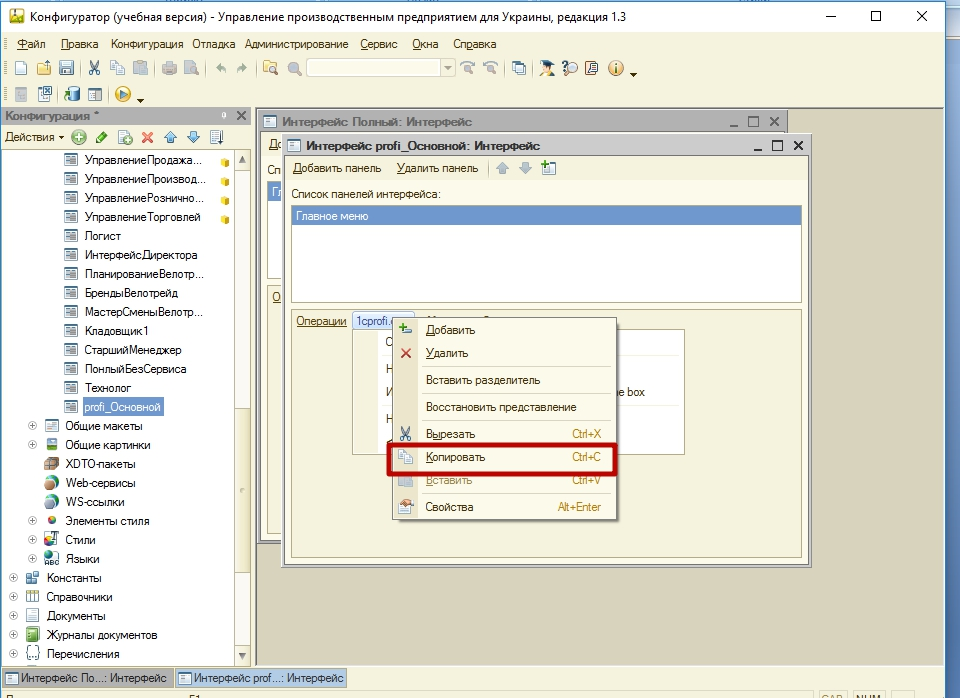 Конфигуратор (учебная версия) - Управление производственным предприятием для Украины, редакция 1.3
Файл Правка Конфигурация Отладка Администрирование Сервис Окна Справка
Конфигурация *
Действия
УправлениеПродажа...
УправлениеПроизвод...
УправлениеРознично...
УправлениеТорговлей
Логист
ИнтерфейсДиректора
ПланированиеВелотр...
БрендыВелотрейд
МастерСменыВелотр...
Кладовщик1
СтаршийМенеджер
ПонлыйБезСервиса
Технолог
profi_Основной
Общие макеты
Общие картинки
XDTO-пакеты
Web-сервисы
WS-ссылки
Элементы стиля
Стили
Языки
Константы
Справочники
Документы
Журналы документов
Перечисления
Интерфейс Полный: Интерфейс
Интерфейс profi_Основной: Интерфейс
Добавить панель Удалить панель
Список панелей интерфейса:
Главное меню
Операции 1cprofi.
Добавить
Удалить
Вставить разделитель
Восстановить представление
Вырезать Ctrl+X
Копировать Ctrl+C
Вставить Ctrl+V
Свойства Alt+Enter
box
Интерфейс По...: Интерфейс Интерфейс prof...: Интерфейс
CAP NUM